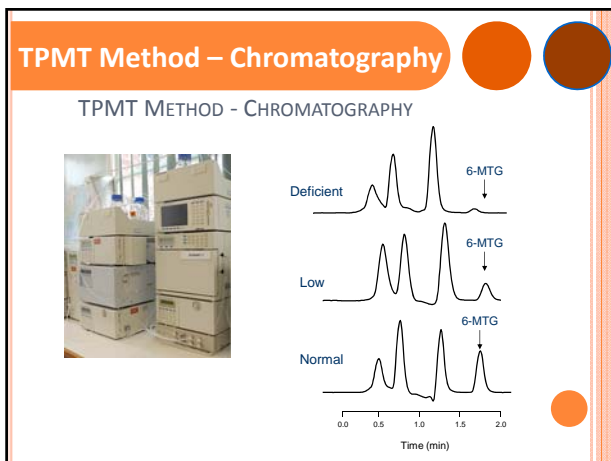 TPMT Method – Chromatography
TPMT METHOD - CHROMATOGRAPHY
Deficient
6-MTG
Low
6-MTG
Normal
6-MTG
0.0 0.5 1.0 1.5 2.0
Time (min)